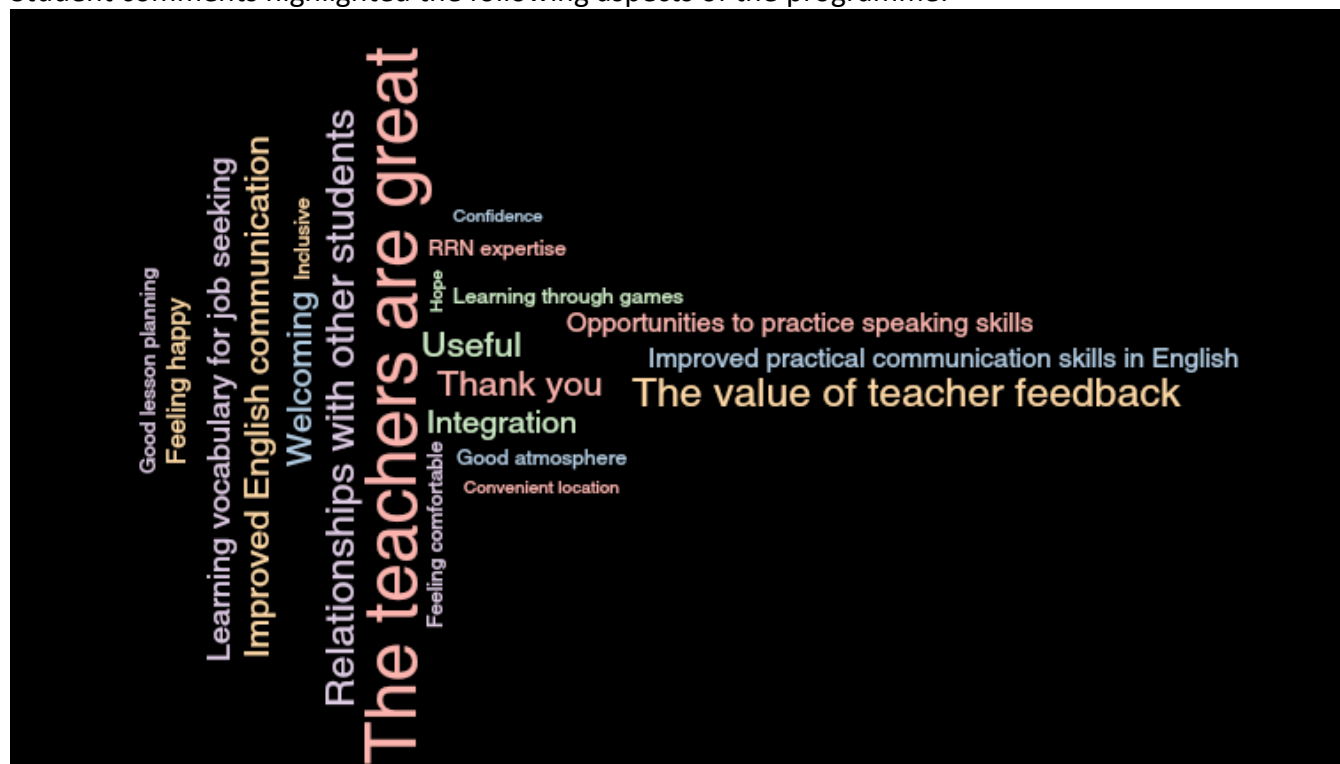 Student comments highlighted the following aspects of the programme:
Good lesson planning
Feeling happy
Learning vocabulary for job seeking
Improved English communication
Welcoming
Inclusive
Relationships with other students
The teachers are great
Confidence
RRN expertise
Hope
Learning through games
Opportunities to practice speaking skills
Useful
Improved practical communication skills in English
Thank you
The value of teacher feedback
Integration
Feeling comfortable
Good atmosphere
Convenient location